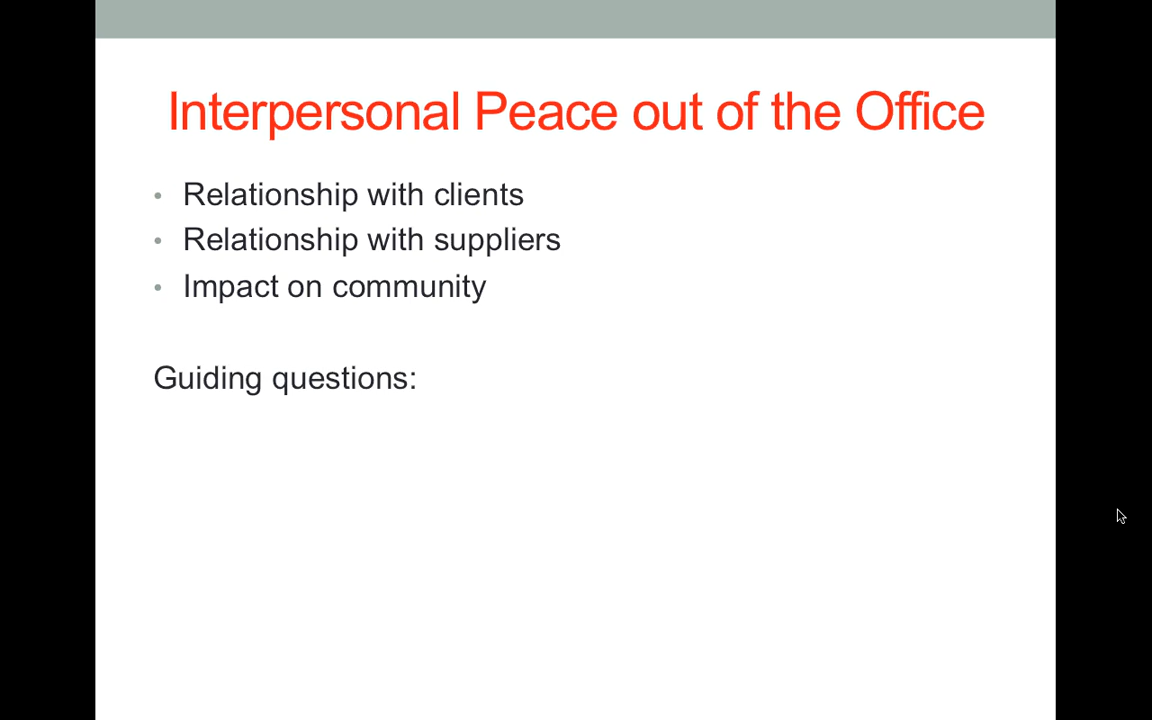 Interpersonal Peace out of the Office
• Relationship with clients
• Relationship with suppliers
• Impact on community
Guiding questions: